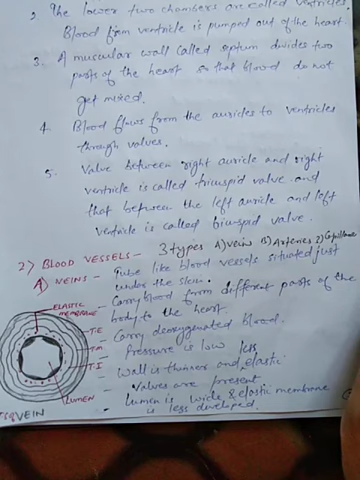 2. The lower two chambers are called ventricles.
Blood from ventricle is pumped out of the heart
3. A muscular wall called septum divides two
parts of the heart so that blood do not
get mixed.
4. Blood flows from the auricles to ventricles
through valves.
5. Valve between right auricle and right
ventricle is called tricuspid valve and
that between the left auricle and left
ventricle is called bicuspid valve.
2) BLOOD VESSELS - 3 types A) Vein B) Arteries
A) VEINS - Tube like blood vessels situated just
under the skin.
- Carry blood from different parts of the
body to the heart.
- Carry deoxygenated blood.
- Pressure is low
- Wall is thinner and elastic
- Valves are present.
- Lumen is wide & elastic membrane
is less developed.
ELASTIC
MEMBRANE
T.E
T.M
T.I
LUMEN
VEIN